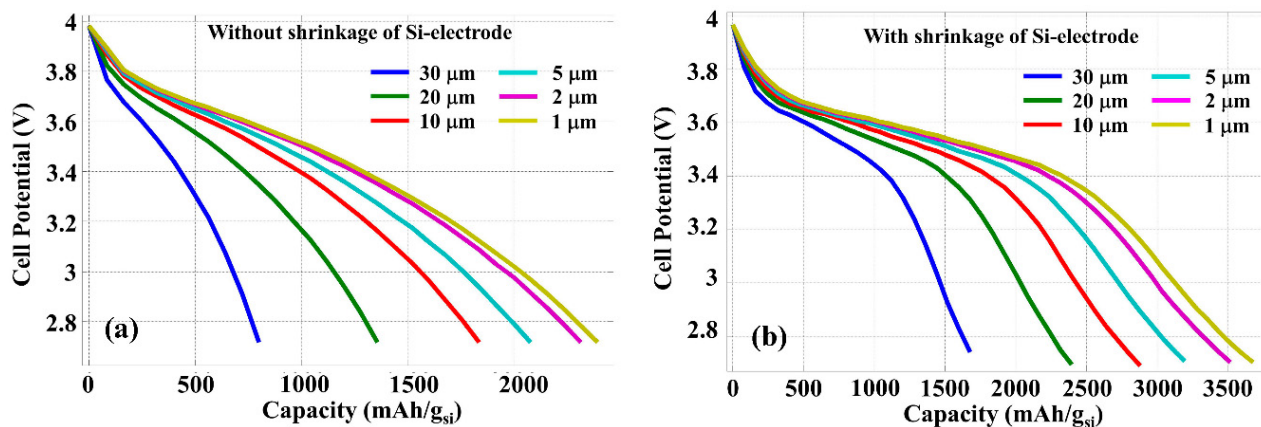 Without shrinkage of Si-electrode
30 μm
5 μm
20 μm
2 μm
10 μm
1 μm
4
3.8
3.6
3.4
3.2
3
2.8
Cell Potential (V)
(a)
0
500
1000
1500
2000
Capacity (mAh/gsi)
With shrinkage of Si-electrode
30 μm
5 μm
20 μm
2 μm
10 μm
1 μm
4
3.8
3.6
3.4
3.2
3
2.8
Cell Potential (V)
(b)
0
500
1000
1500
2000
2500
3000
3500
Capacity (mAh/gsi)